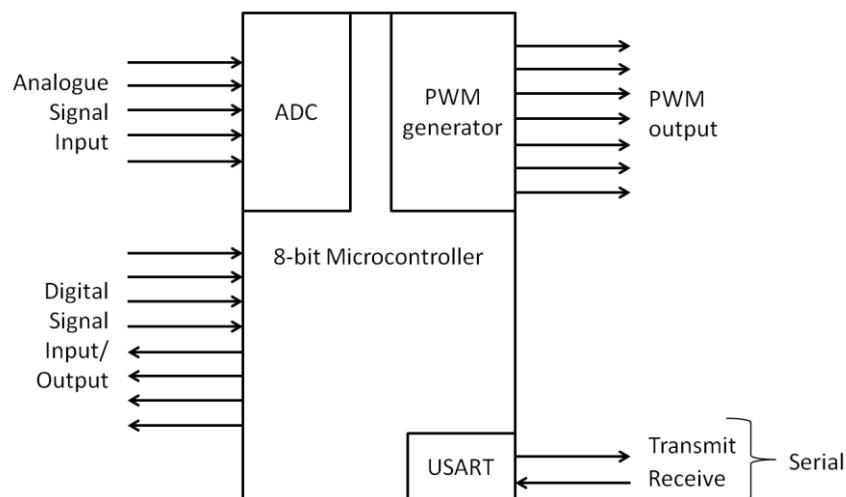 Analogue
Signal
Input
ADC
PWM
generator
PWM
output
8-bit Microcontroller
Digital
Signal
Input/
Output
USART
Transmit
Receive
Serial